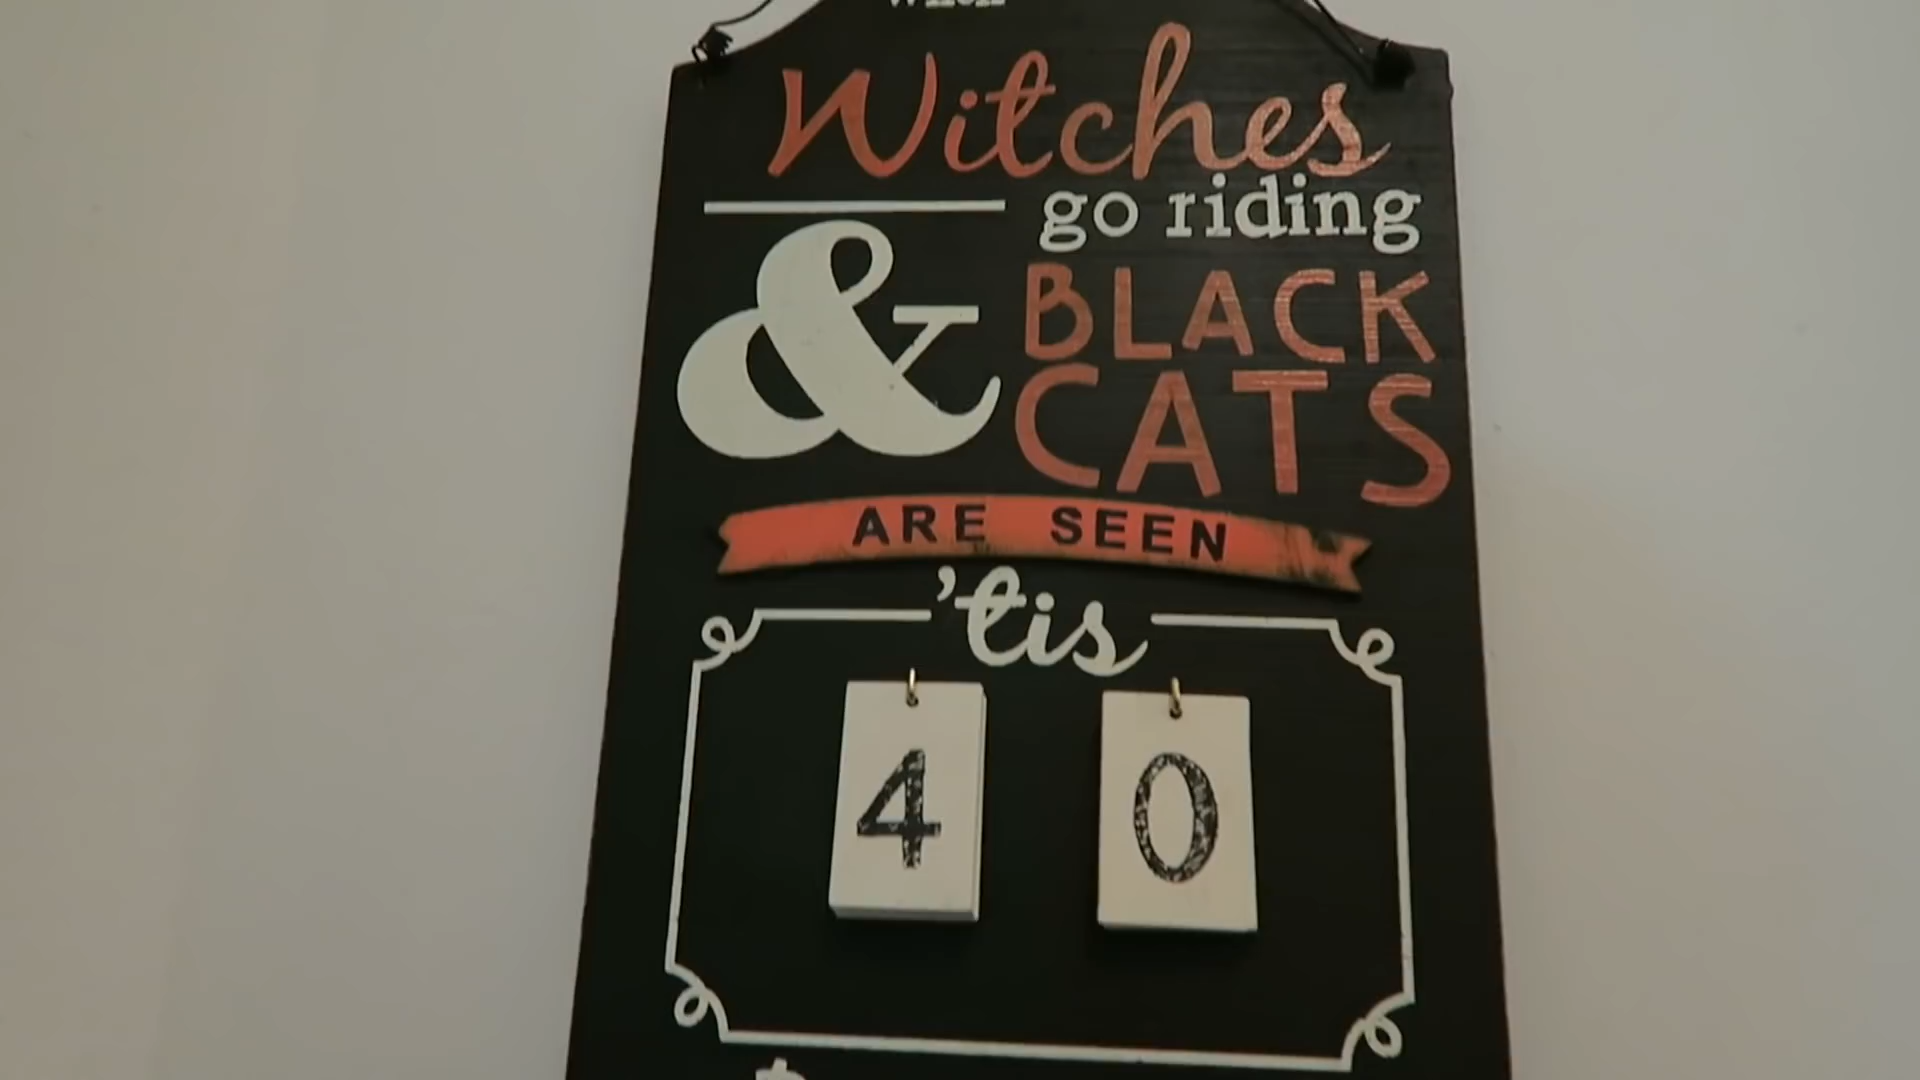 Witches
go riding
&
BLACK
CATS
ARE SEEN
'tis
4 0